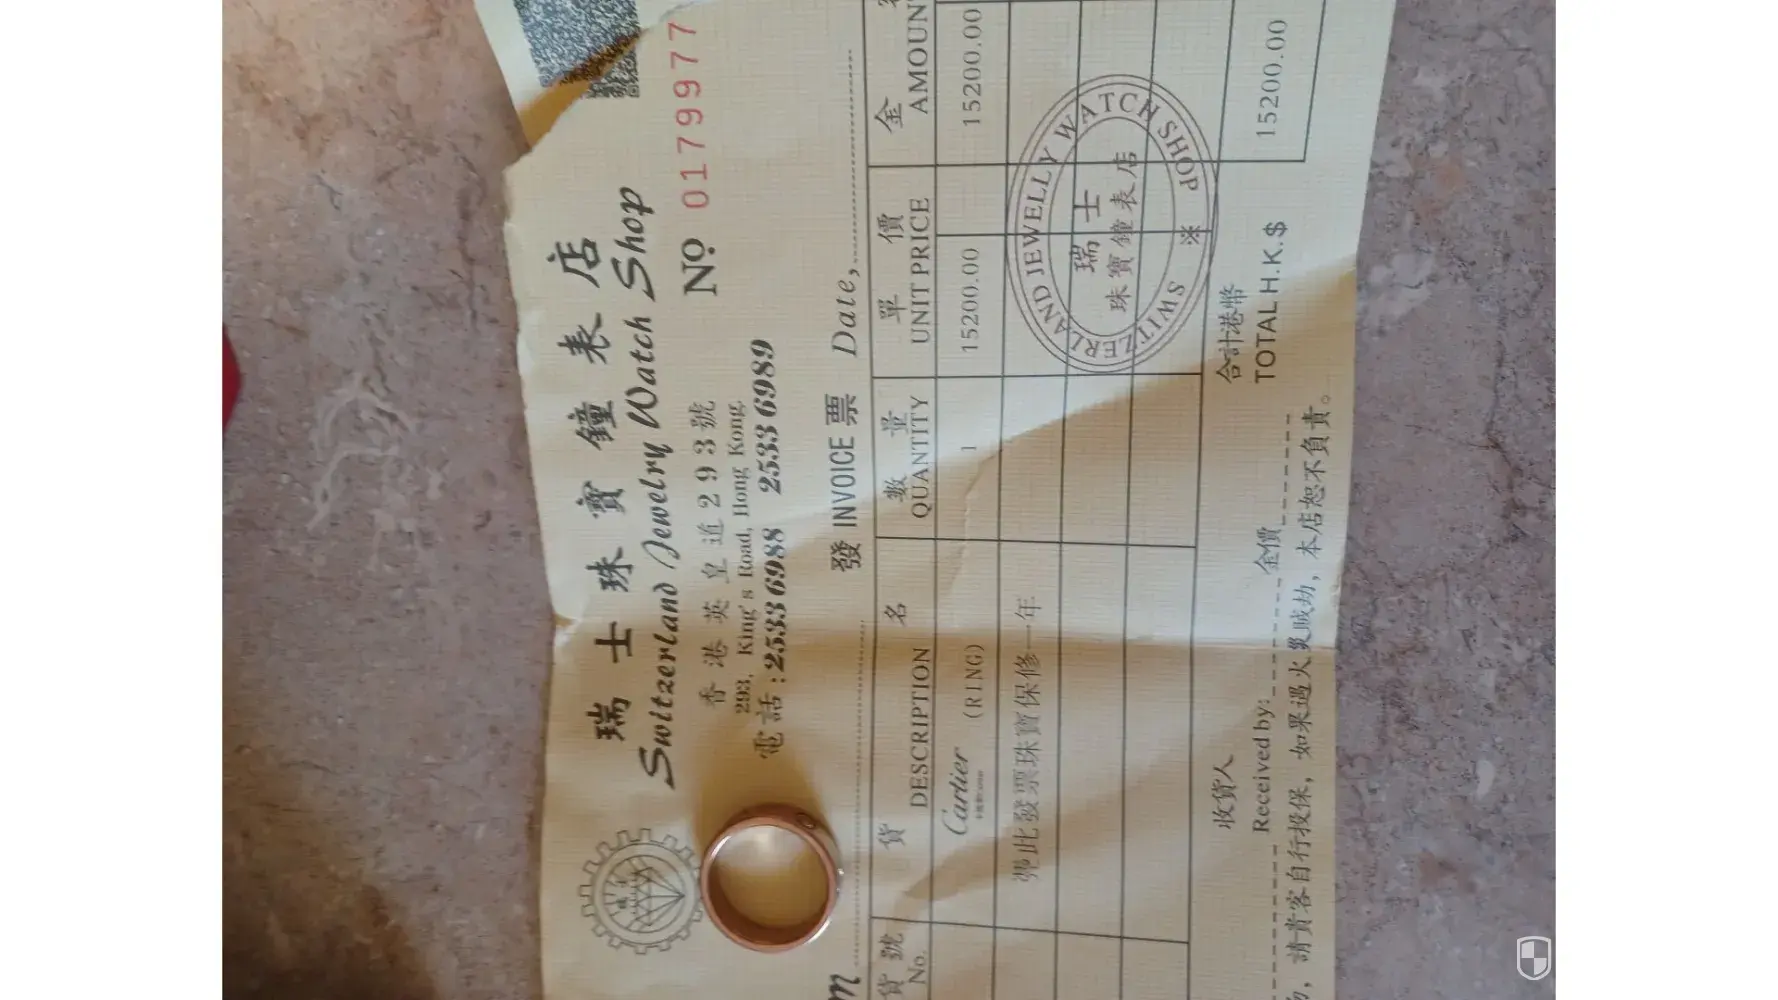 瑞士珠寶鐘表店
Switzerland Jewelry Watch Shop
香港英皇道293號
293, King's Road, Hong Kong
電話:2533 6988 2533 6989
Nº 0179977
發 INVOICE 票 Date,
貨號 貨名 數量 單價 金
No. DESCRIPTION QUANTITY UNIT PRICE AMOUN
Cartier (RING) 1 15200.00 15200.00
憑此發票珠寶保修一年
SWITZERLAND JEWELLY WATCH SHOP ※
瑞士
珠寶鐘表店
收貨人 合計港幣
Received by: 金價 TOTAL H.K.$ 15200.00
請貴客自行投保,如果遇火災賊劫,本店恕不負責。